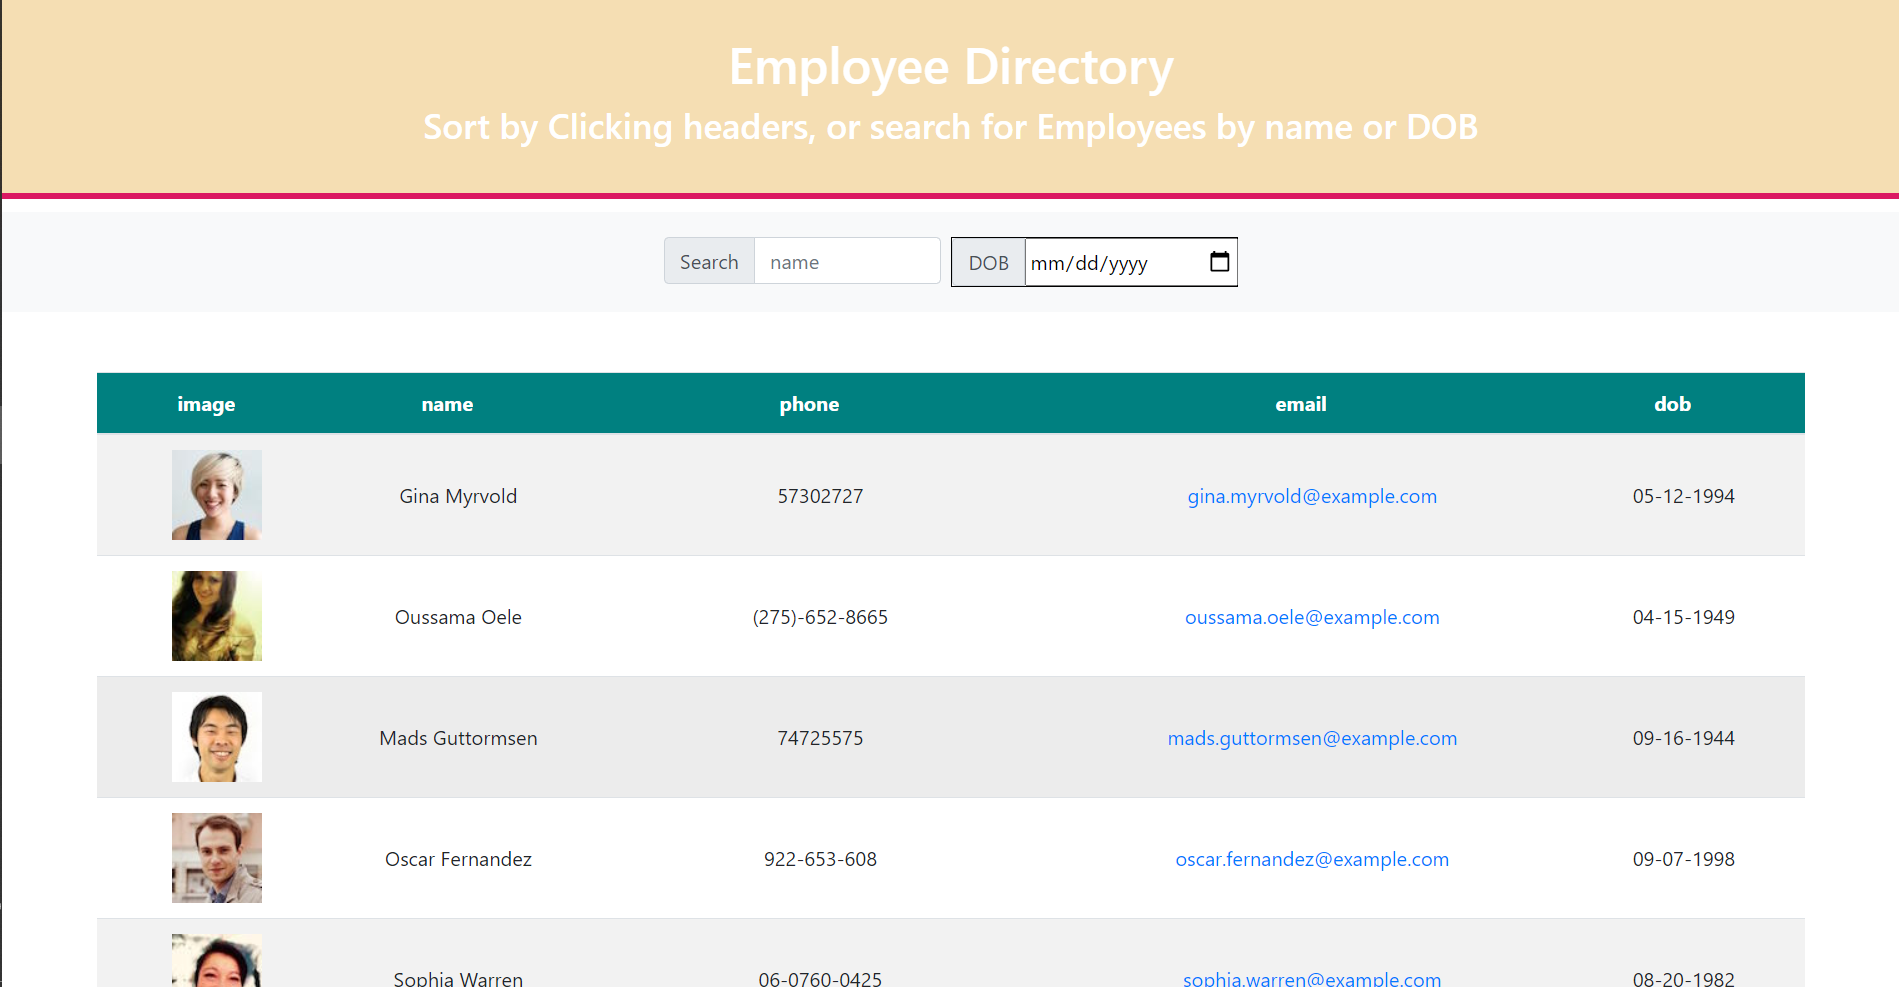 Employee Directory
Sort by Clicking headers, or search for Employees by name or DOB
Search name DOB mm/dd/yyyy
image name phone email dob
Gina Myrvold 57302727 gina.myrvold@example.com 05-12-1994
Oussama Oele (275)-652-8665 oussama.oele@example.com 04-15-1949
Mads Guttormsen 74725575 mads.guttormsen@example.com 09-16-1944
Oscar Fernandez 922-653-608 oscar.fernandez@example.com 09-07-1998
Sophia Warren 06-0760-0425 sophia.warren@example.com 08-20-1982